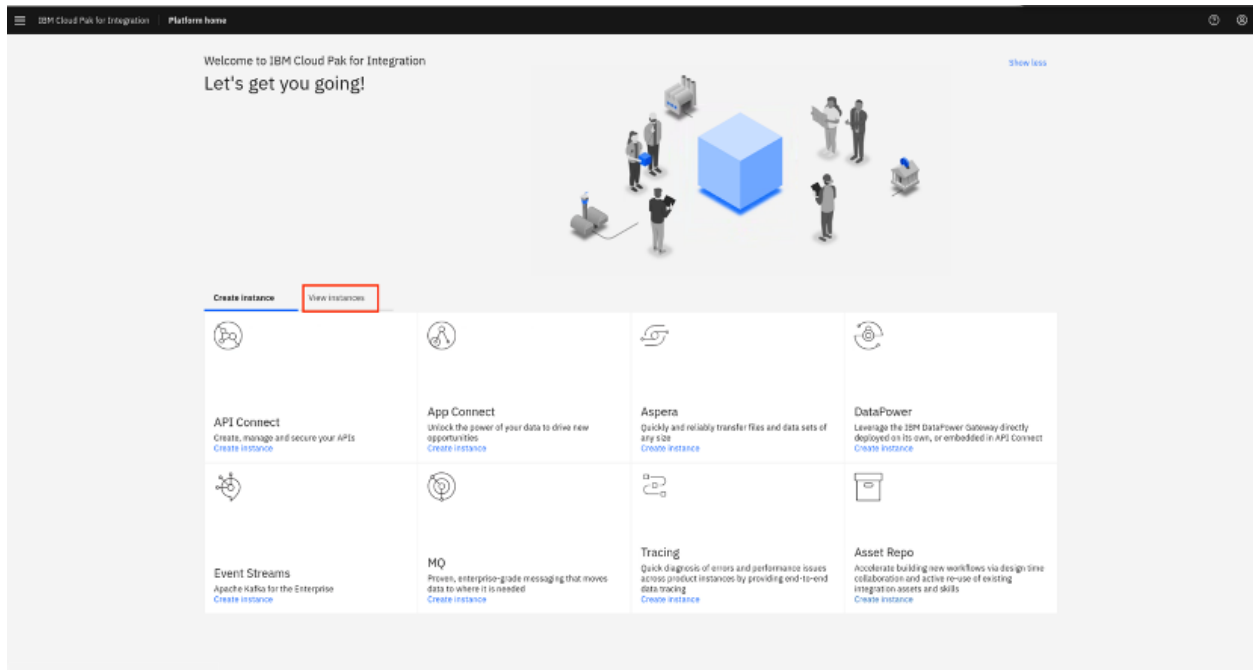 IBM Cloud Pak for Integration Platform home
Welcome to IBM Cloud Pak for Integration
Show less
Let's get you going!
Create instance View instances
API Connect
Create, manage and secure your APIs
Create instance
App Connect
Unlock the power of your data to drive new
opportunities
Create instance
Aspera
Quickly and reliably transfer files and data sets of
any size
Create instance
DataPower
Leverage the IBM DataPower Gateway directly
deployed on its own, or embedded in API Connect
Create instance
Event Streams
Apache Kafka for the Enterprise
Create instance
MQ
Proven, enterprise-grade messaging that moves
data to where it is needed
Create instance
Tracing
Quick diagnosis of errors and performance issues
across product instances by providing end-to-end
data tracing
Create instance
Asset Repo
Accelerate building new workflows via design time
collaboration and active re-use of existing
integration assets and skills
Create instance